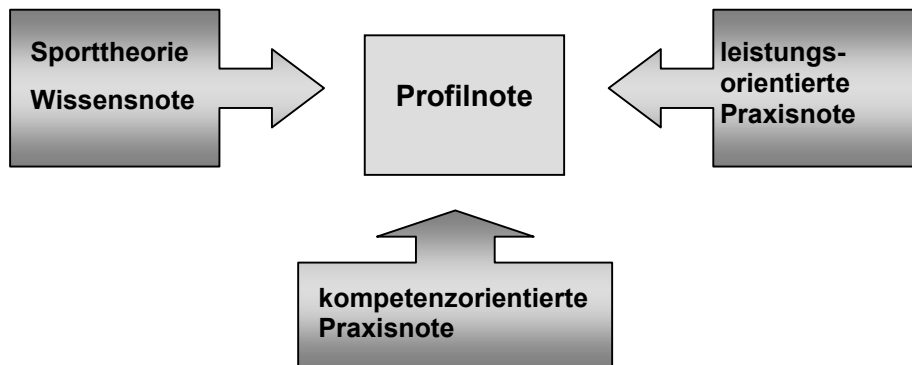 Sporttheorie
Wissensnote
Profilnote
leistungs-
orientierte
Praxisnote
kompetenzorientierte
Praxisnote